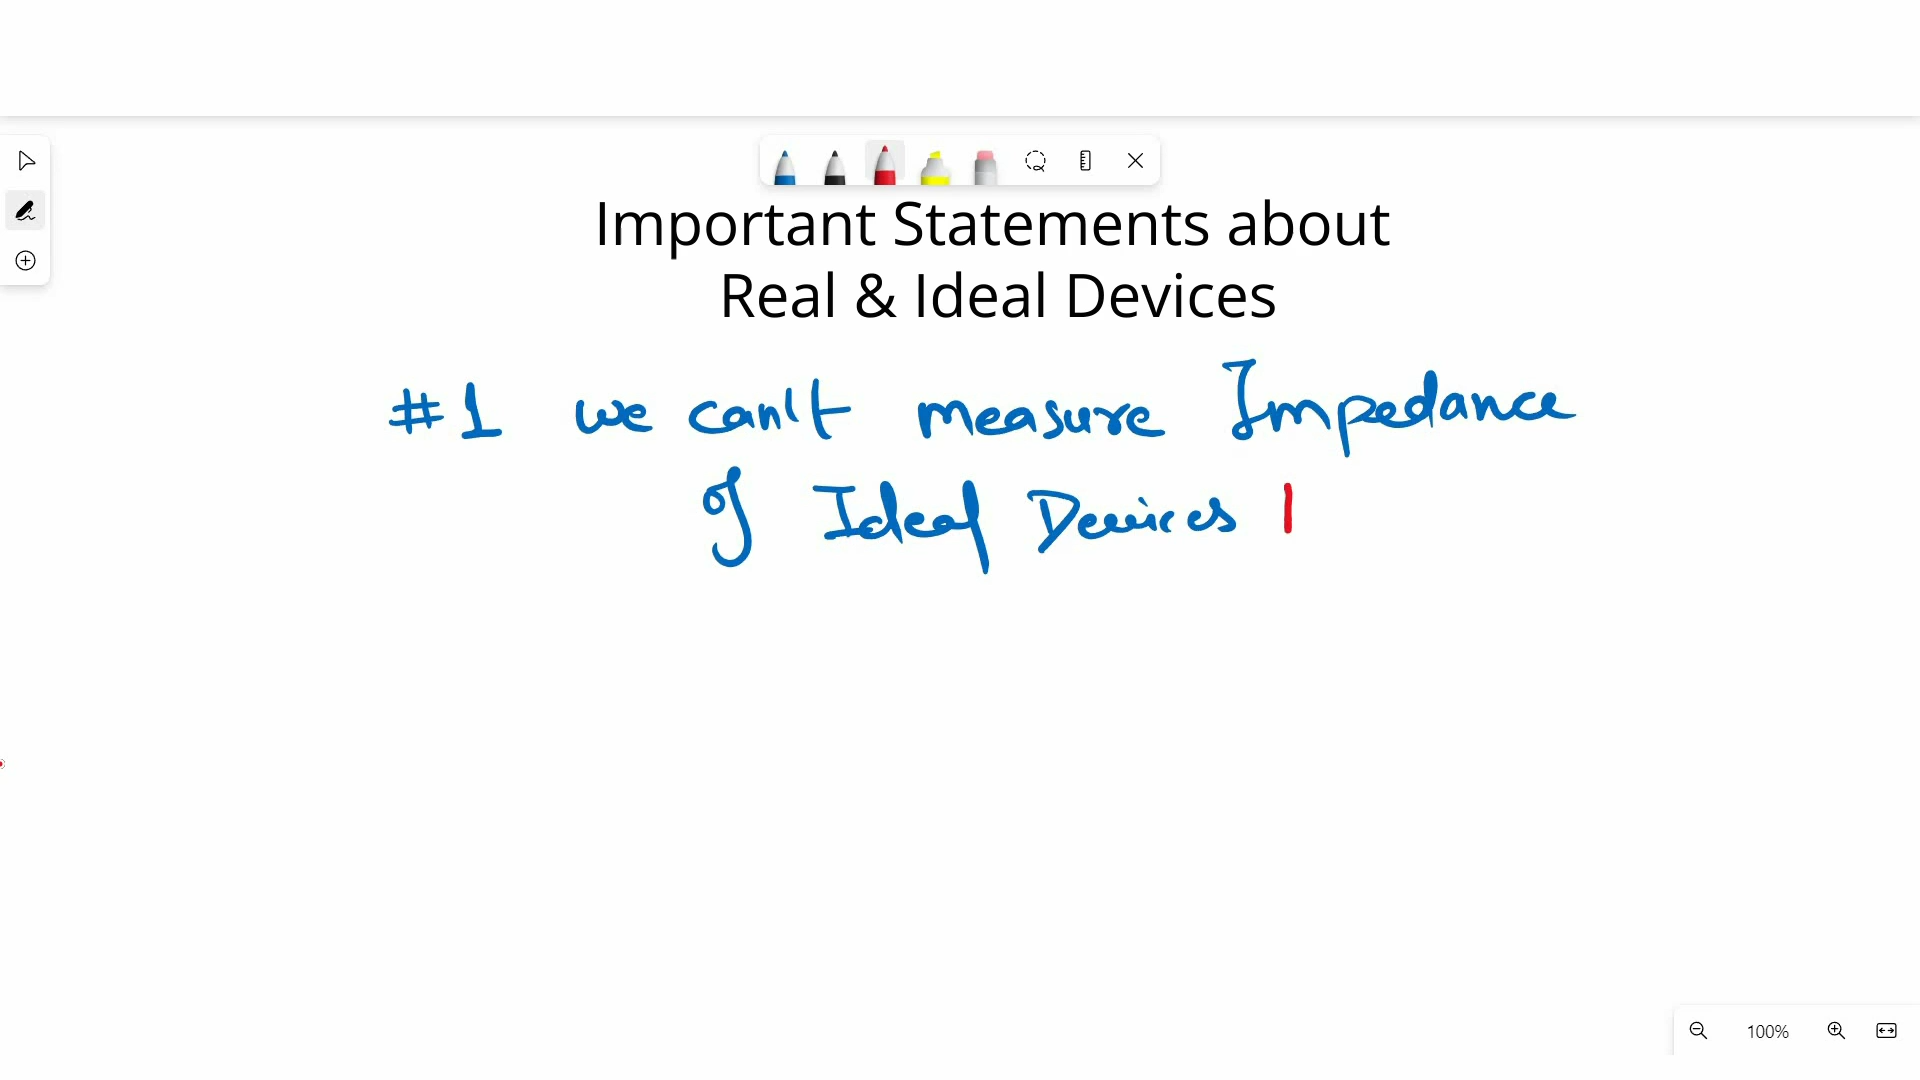 Important Statements about
Real & Ideal Devices
#1 we can't measure Impedance
of Ideal Devices |
100%